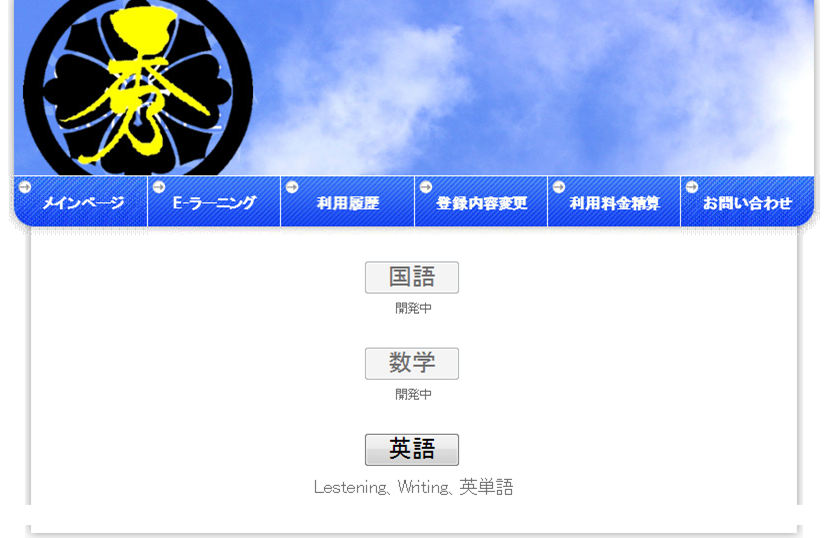 秀
メインページ
E-ラーニング
利用履歴
登録内容変更
利用料金精算
お問い合わせ
国語
開発中
数学
開発中
英語
Lestening、Writing、英単語